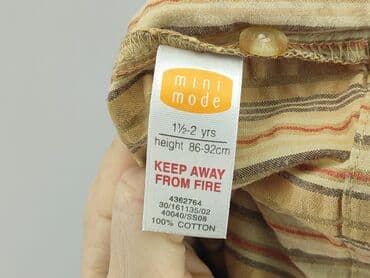 mini
mode
1½-2 yrs
height 86-92cm
KEEP AWAY
FROM FIRE
4362764
30/161135/02
40040/SS08
100% COTTON